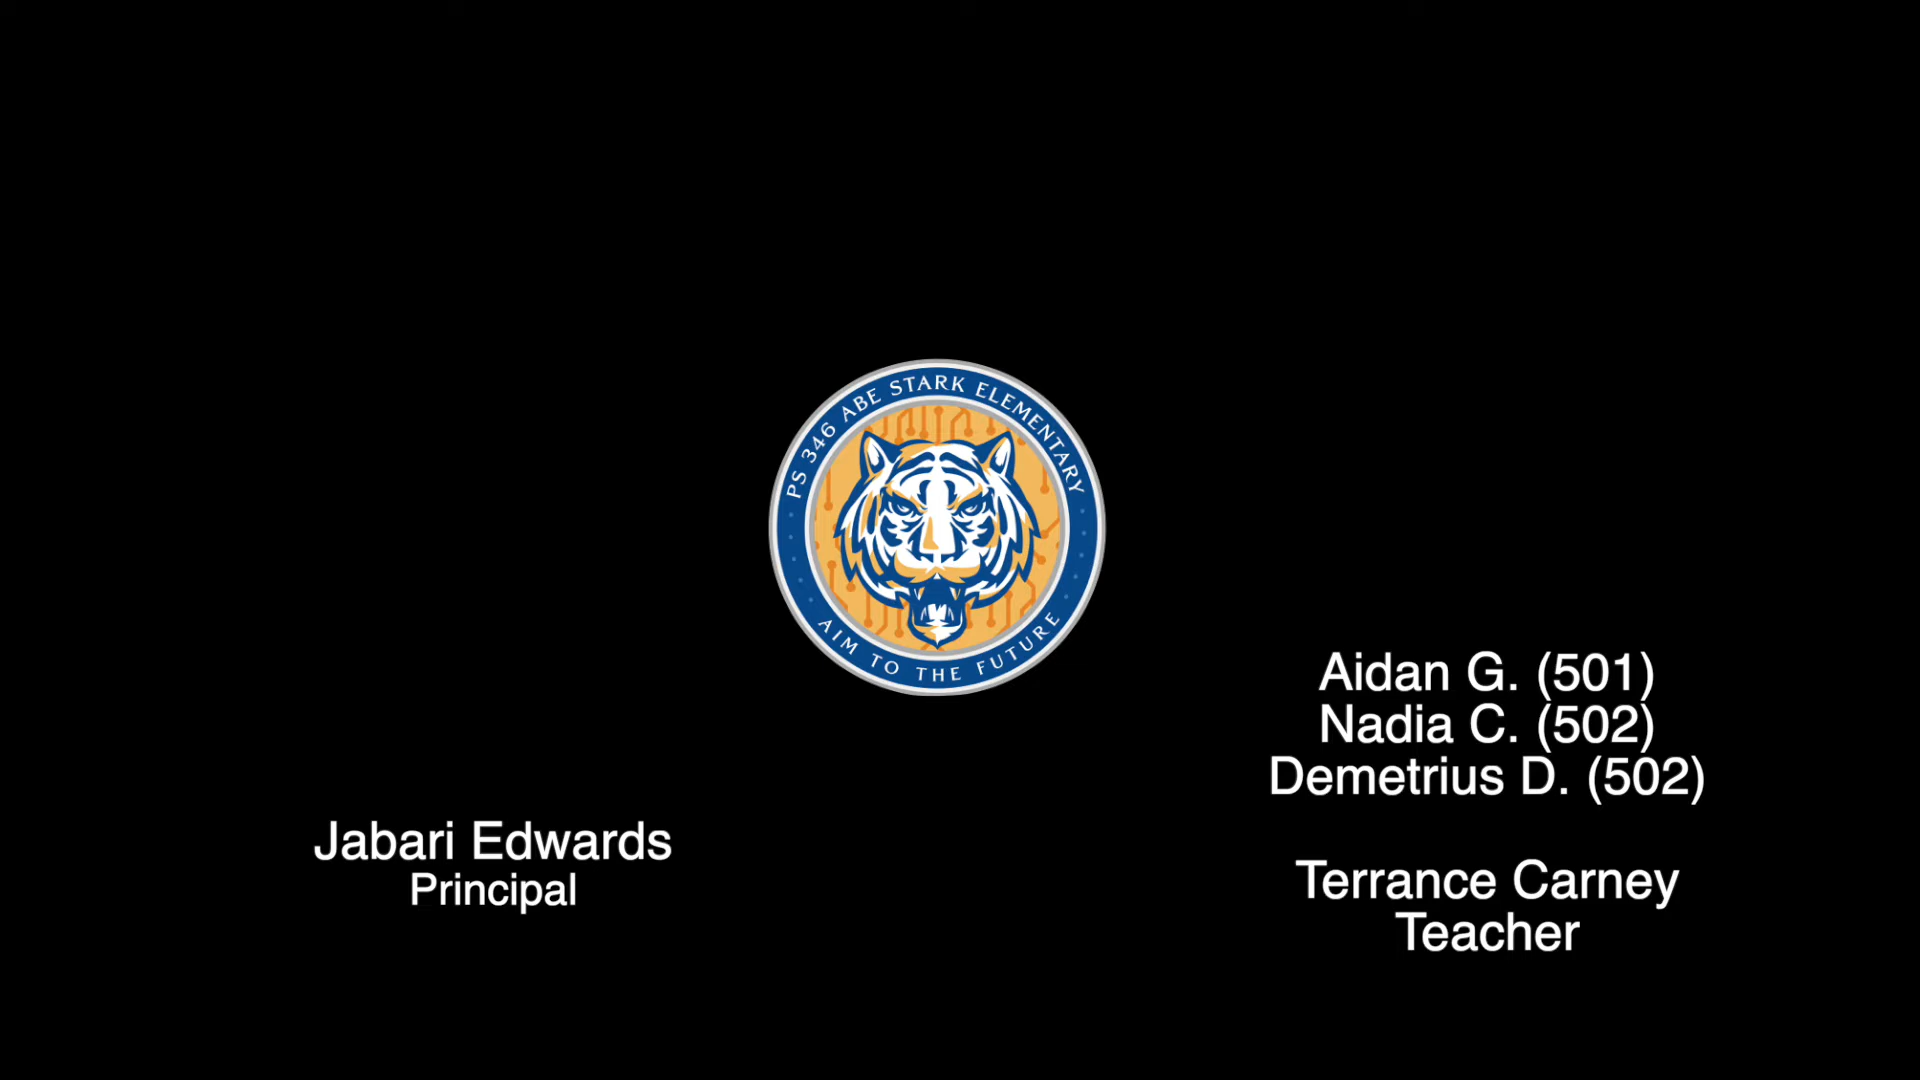 PS 346 ABE STARK ELEMENTARY
AIM TO THE FUTURE
Jabari Edwards
Principal
Aidan G. (501)
Nadia C. (502)
Demetrius D. (502)
Terrance Carney
Teacher